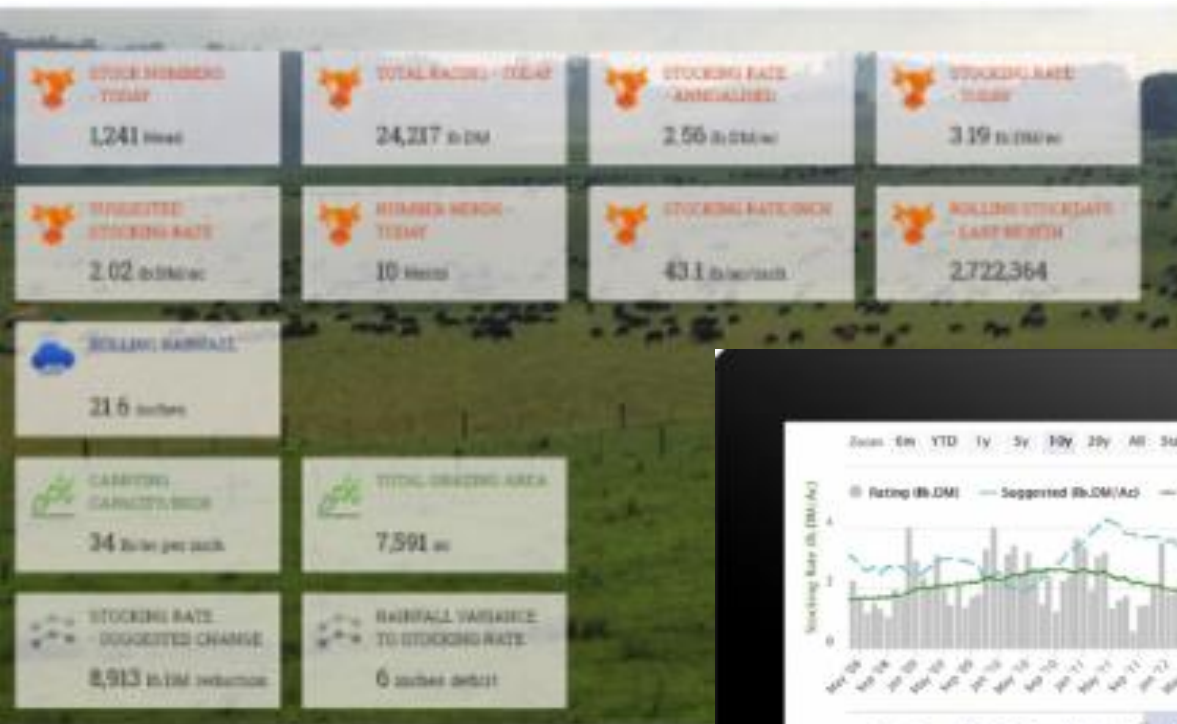 STOCK NUMBERS
- TODAY
1,241 Head
TOTAL RATING - TODAY
24,217 lb DM
STOCKING RATE
- ANNUALISED
2.56 lb DM/ac
STOCKING RATE
- TODAY
3.19 lb DM/ac
SUGGESTED
STOCKING RATE
2.02 lb DM/ac
NUMBER HERDS -
TODAY
10 Herds
STOCKING RATE/INCH
43.1 lb/ac/inch
ROLLING STOCKDAYS
- LAST MONTH
2,722,364
ROLLING RAINFALL
21.6 inches
CARRYING
CAPACITY/INCH
34 lb/ac per inch
TOTAL GRAZING AREA
7,591 ac
STOCKING RATE
- SUGGESTED CHANGE
8,913 lb DM reduction
RAINFALL VARIANCE
TO STOCKING RATE
6 inches deficit
Zoom 6m YTD 1y 5y 10y 20y All
Rating (lb.DM) Suggested (lb.DM/Ac)
Stocking Rate (lb.DM/Ac)
4
2
0